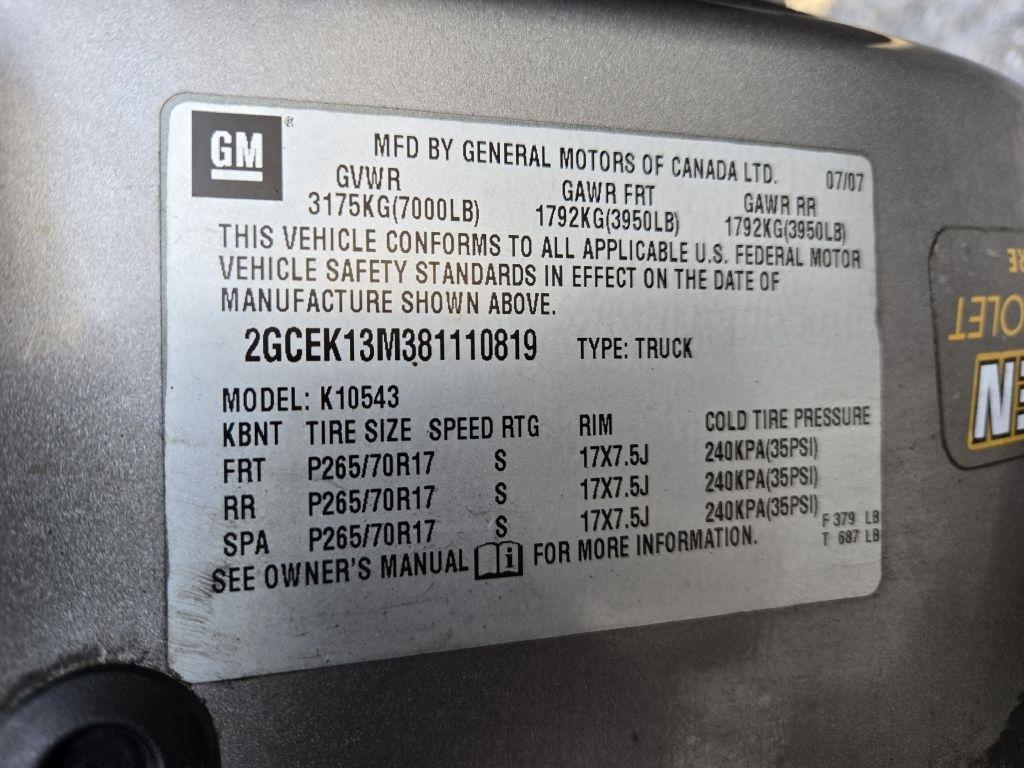 GM
MFD BY GENERAL MOTORS OF CANADA LTD. 07/07
GVWR GAWR FRT GAWR RR
3175KG(7000LB) 1792KG(3950LB) 1792KG(3950LB)
THIS VEHICLE CONFORMS TO ALL APPLICABLE U.S. FEDERAL MOTOR
VEHICLE SAFETY STANDARDS IN EFFECT ON THE DATE OF
MANUFACTURE SHOWN ABOVE.
2GCEK13M381110819 TYPE: TRUCK
MODEL: K10543
KBNT TIRE SIZE SPEED RTG RIM COLD TIRE PRESSURE
FRT P265/70R17 S 17X7.5J 240KPA(35PSI)
RR P265/70R17 S 17X7.5J 240KPA(35PSI)
SPA P265/70R17 S 17X7.5J 240KPA(35PSI)
F 379 LB
T 687 LB
SEE OWNER'S MANUAL i FOR MORE INFORMATION.